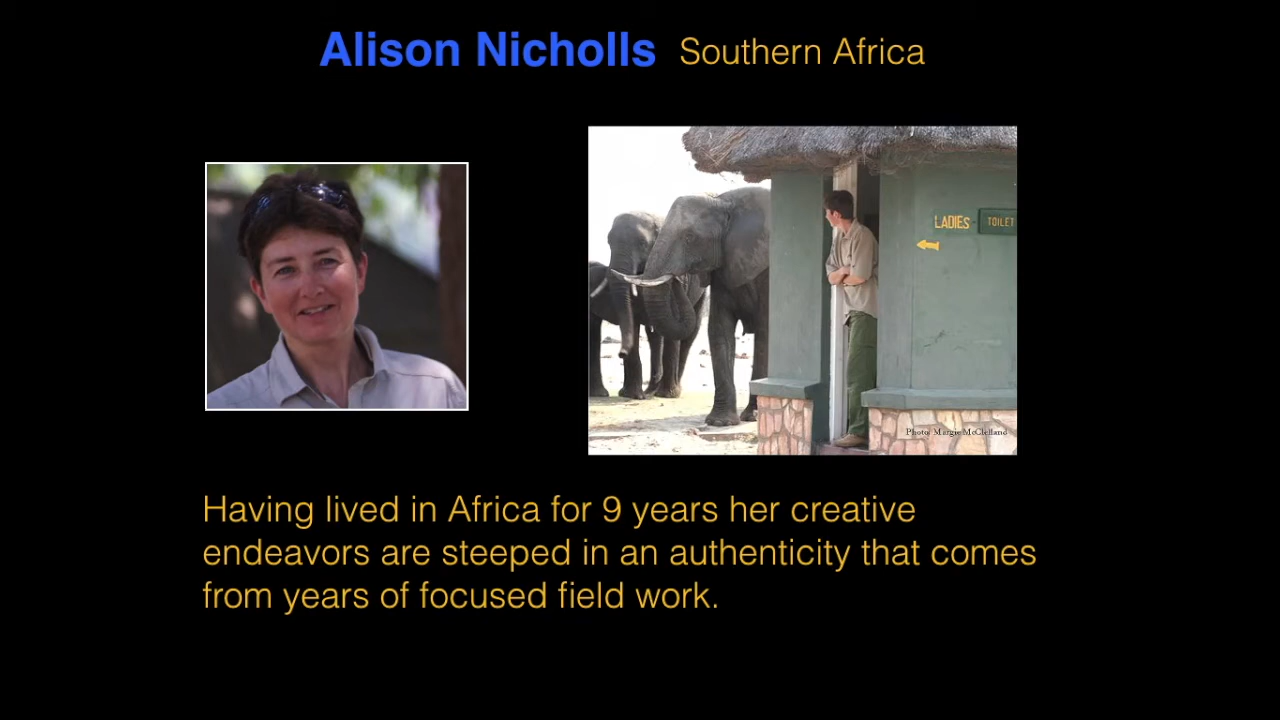 Alison Nicholls Southern Africa
LADIES TOILET
Photo: Margie McClelland
Having lived in Africa for 9 years her creative
endeavors are steeped in an authenticity that comes
from years of focused field work.